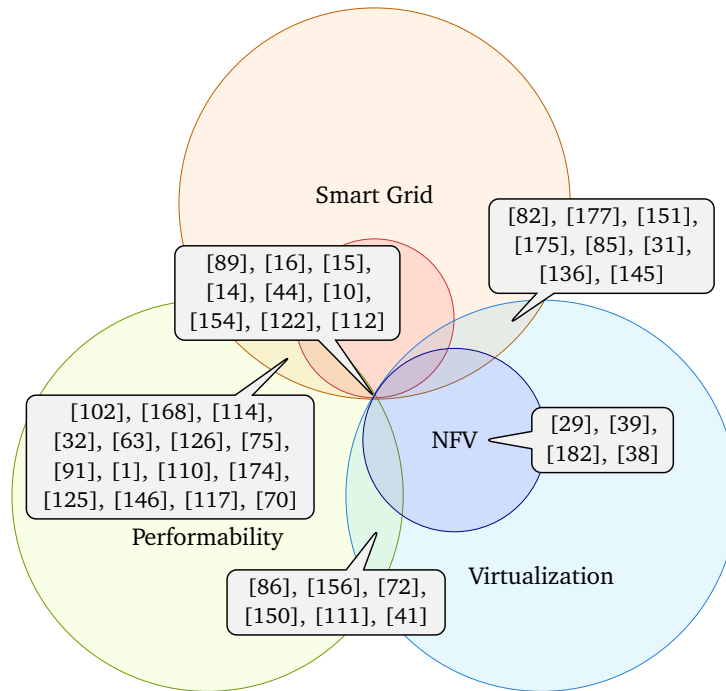 Smart Grid
[82], [177], [151],
[175], [85], [31],
[136], [145]
[89], [16], [15],
[14], [44], [10],
[154], [122], [112]
[102], [168], [114],
[32], [63], [126], [75],
[91], [1], [110], [174],
[125], [146], [117], [70]
NFV
[29], [39],
[182], [38]
Performability
[86], [156], [72],
[150], [111], [41]
Virtualization